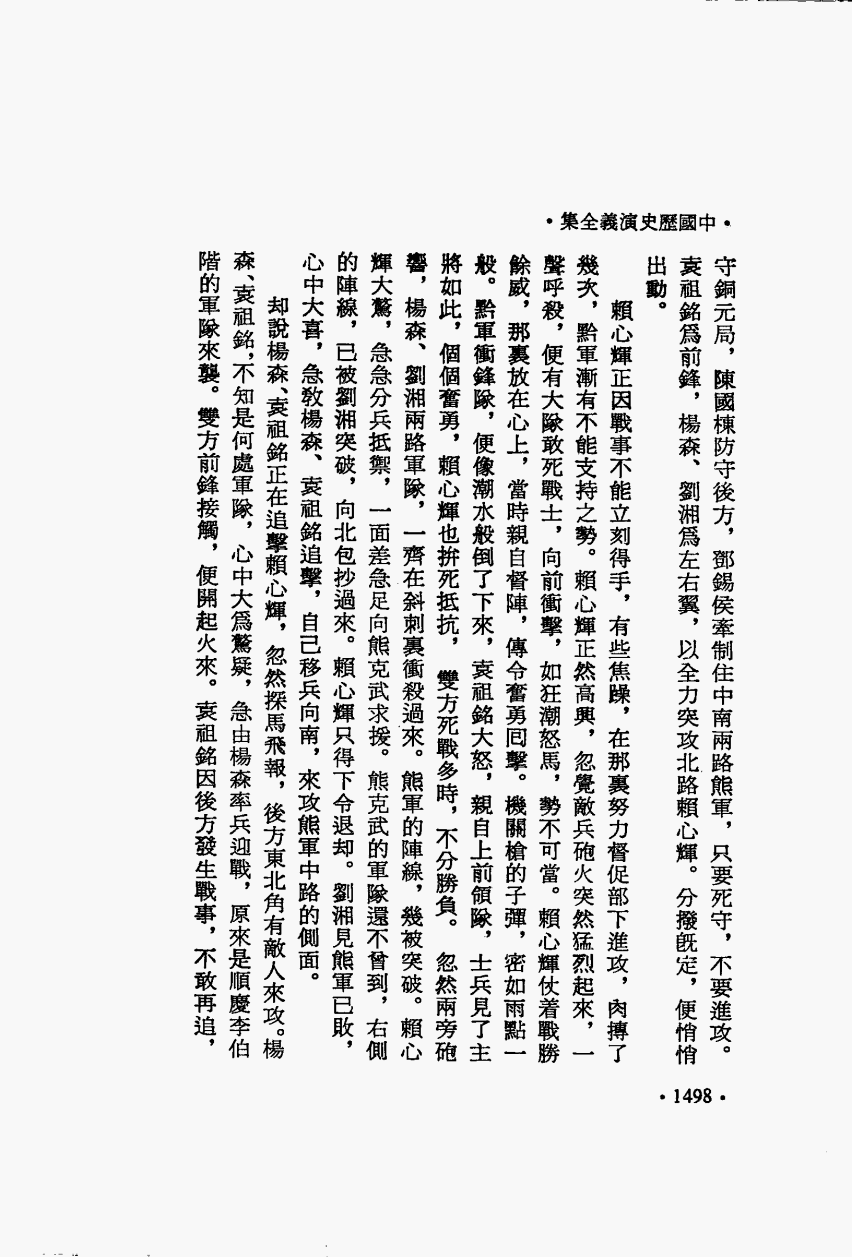 •中國歷史演義全集•
守銅元局，陳國棟防守後方，鄧錫侯牽制住中南兩路熊軍，只要死守，不要進攻。
袁祖銘爲前鋒，楊森、劉湘爲左右翼，以全力突攻北路賴心輝。分撥旣定，便悄悄
出動。
賴心輝正因戰事不能立刻得手，有些焦躁，在那裏努力督促部下進攻，肉搏了
幾次，黔軍漸有不能支持之勢。賴心輝正然高興，忽覺敵兵砲火突然猛烈起來，一
聲呼殺，便有大隊敢死戰士，向前衝擊，如狂潮怒馬，勢不可當。賴心輝仗着戰勝
餘威，那裏放在心上，當時親自督陣，傳令奮勇囘擊。機關槍的子彈，密如雨點一
般。黔軍衝鋒隊，便像潮水般倒了下來，袁祖銘大怒，親自上前領隊，士兵見了主
將如此，個個奮勇，賴心輝也拚死抵抗，雙方死戰多時，不分勝負。忽然兩旁砲
響，楊森、劉湘兩路軍隊，一齊在斜刺裏衝殺過來。熊軍的陣線，幾被突破。賴心
輝大驚，急急分兵抵禦，一面差急足向熊克武求援。熊克武的軍隊還不曾到，右側
的陣線，已被劉湘突破，向北包抄過來。賴心輝只得下令退却。劉湘見熊軍已敗，
心中大喜，急敎楊森、袁祖銘追擊，自己移兵向南，來攻熊軍中路的側面。
却說楊森、袁祖銘正在追擊賴心輝，忽然探馬飛報，後方東北角有敵人來攻。楊
森、袁祖銘，不知是何處軍隊，心中大爲驚疑，急由楊森率兵迎戰，原來是順慶李伯
階的軍隊來襲。雙方前鋒接觸，便開起火來。袁祖銘因後方發生戰事，不敢再追，
•1498•